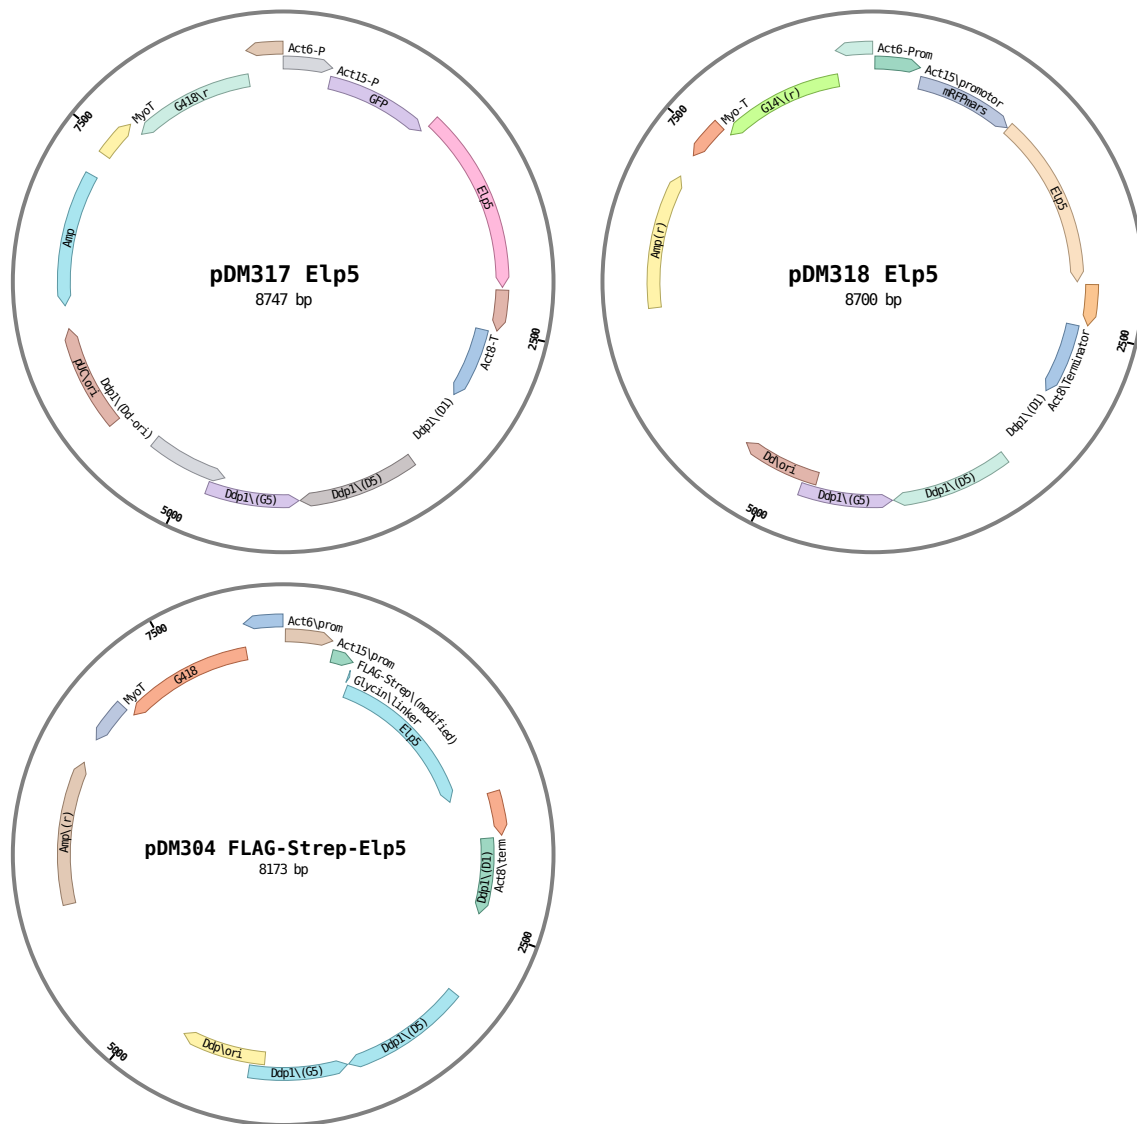 Act6-P
Act15-P
GFP
Elp5
Act8-T
Ddp1\(D1)
Ddp1\(D5)
Ddp1\(G5)
Ddp1\(Dd-ori)
pUC\ori
Amp
MyoT
G418\r
7500
2500
5000
pDM317 Elp5
8747 bp
Act6-Prom
Act15\promotor
mRFPmars
Elp5
Act8\Terminator
Ddp1\(D1)
Ddp1\(D5)
Ddp1\(G5)
Dd\ori
Amp(r)
Myo-T
G14\(r)
7500
2500
5000
pDM318 Elp5
8700 bp
Act6\prom
Act15\prom
FLAG-Strep\(modified)
Glycin\linker
Elp5
Act8\term
Ddp1\(D1)
Ddp1\(D5)
Ddp1\(G5)
Ddp\ori
Amp\(r)
MyoT
G418
7500
2500
5000
pDM304 FLAG-Strep-Elp5
8173 bp